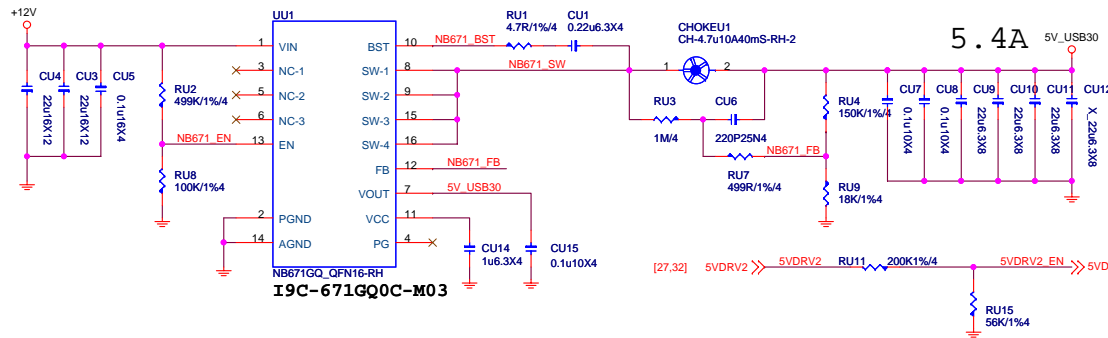 +12V
UU1
RU1
4.7R/1%/4
CU1
0.22u6.3X4
CHOKEU1
CH-4.7u10A40mS-RH-2
5.4A
5V_USB30
1
VIN
BST
10
NB671_BST
3
NC-1
SW-1
8
NB671_SW
1
2
5
NC-2
SW-2
9
6
NC-3
SW-3
15
SW-4
16
13
EN
NB671_EN
FB
12
NB671_FB
VOUT
7
5V_USB30
2
PGND
VCC
11
14
AGND
PG
4
NB671GQ_QFN16-RH
I9C-671GQ0C-M03
CU4
22u16X12
CU3
22u16X12
CU5
0.1u16X4
RU2
499K/1%/4
RU8
100K/1%4
CU14
1u6.3X4
CU15
0.1u10X4
RU3
1M/4
CU6
220P25N4
RU7
499R/1%/4
NB671_FB
RU4
150K/1%/4
RU9
18K/1%4
CU7
0.1u10X4
CU8
0.1u10X4
CU9
22u6.3X8
CU10
22u6.3X8
CU11
22u6.3X8
CU12
X_22u6.3X8
[27,32]
5VDRV2
5VDRV2
RU11
200K1%/4
5VDRV2_EN
5VD
RU15
56K/1%4